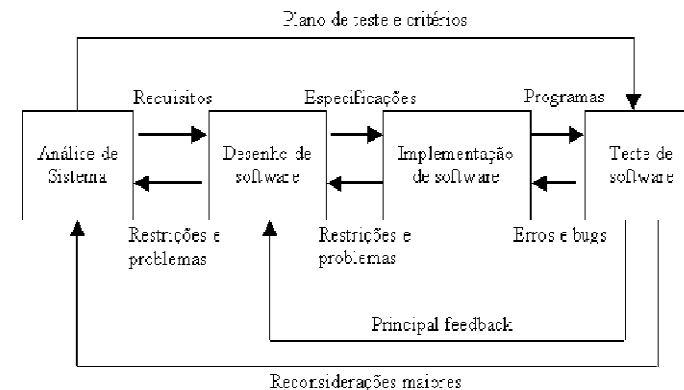 Plano de teste e critérios
Requisitos
Especificações
Programas
Análise de
Sistema
Desenho de
software
Implementação
de software
Teste de
software
Restrições e
problemas
Restrições e
problemas
Erros e bugs
Principal feedback
Reconsiderações maiores